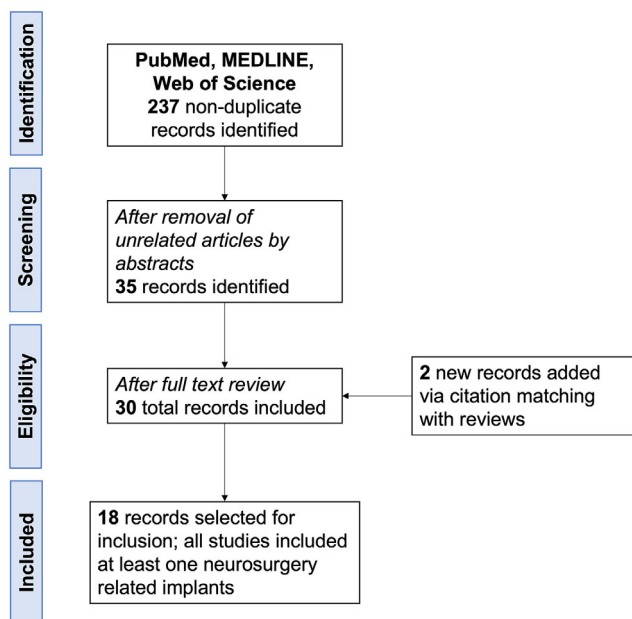 Identification
PubMed, MEDLINE,
Web of Science
237 non-duplicate
records identified
Screening
After removal of
unrelated articles by
abstracts
35 records identified
Eligibility
After full text review
30 total records included
2 new records added
via citation matching
with reviews
Included
18 records selected for
inclusion; all studies included
at least one neurosurgery
related implants